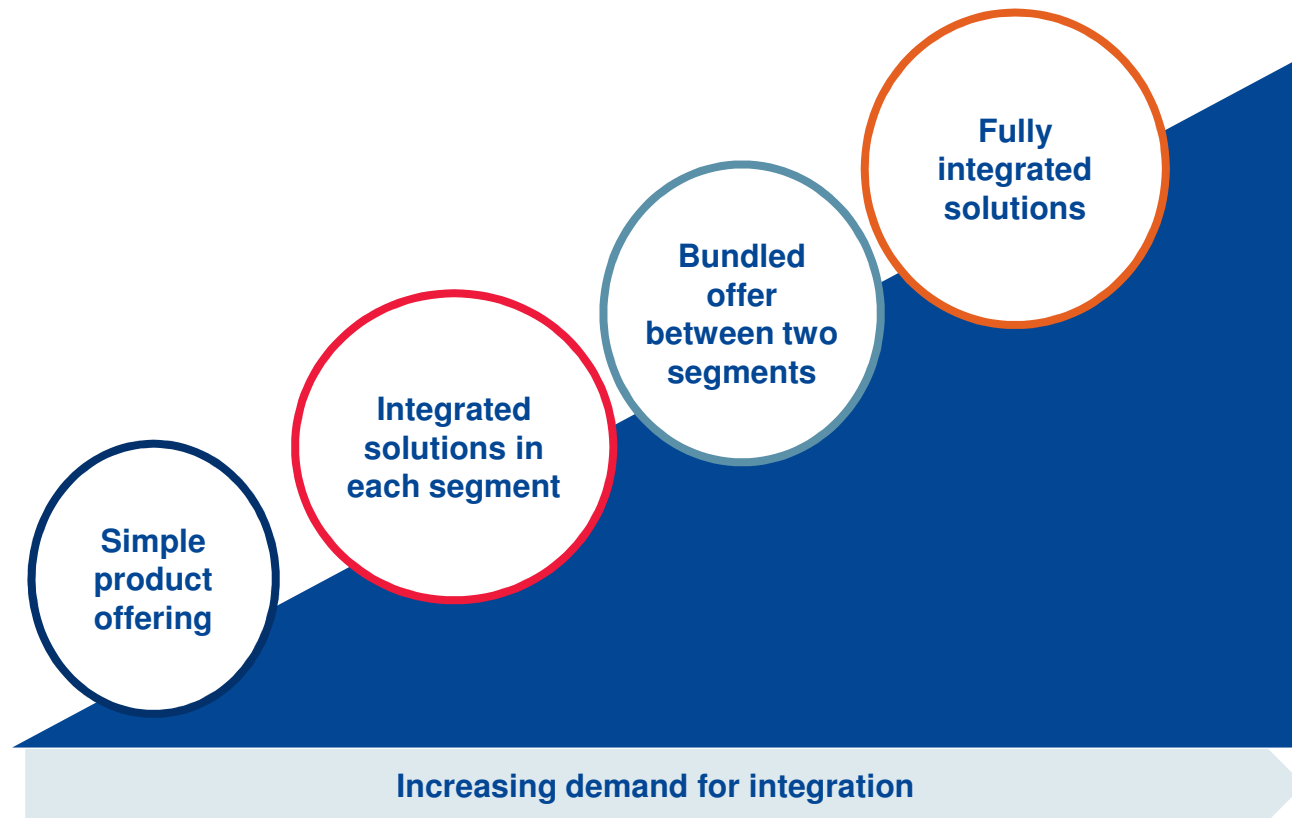 Simple
product
offering
Integrated
solutions in
each segment
Bundled
offer
between two
segments
Fully
integrated
solutions
Increasing demand for integration